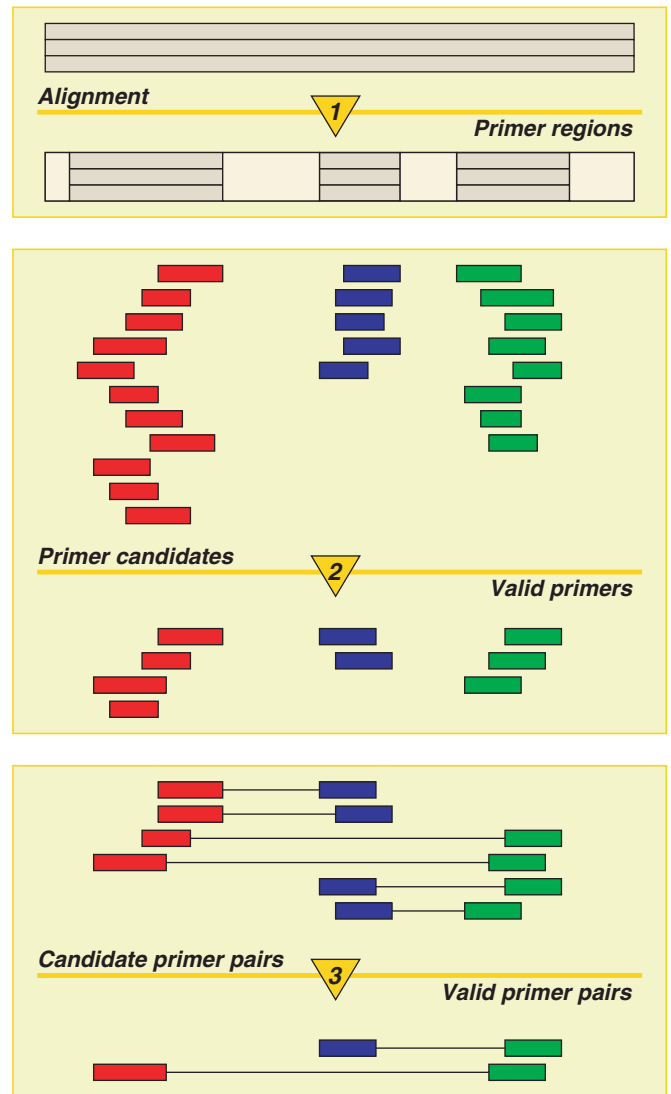 Alignment
1
Primer regions
Primer candidates
2
Valid primers
Candidate primer pairs
3
Valid primer pairs